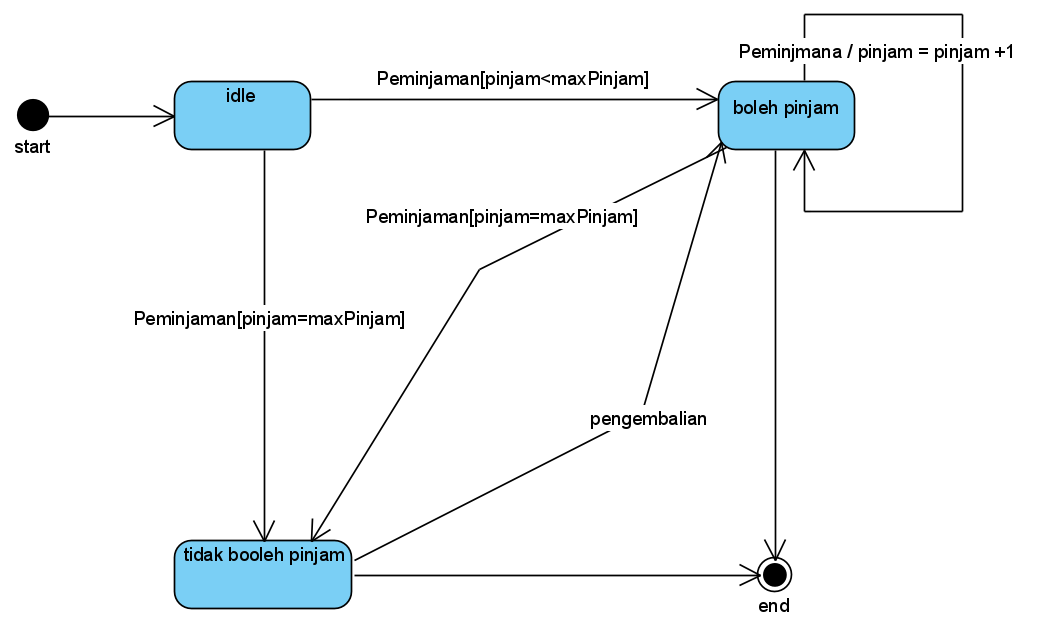 Peminjmana / pinjam = pinjam +1
Peminjaman[pinjam<maxPinjam]
idle
boleh pinjam
start
Peminjaman[pinjam=maxPinjam]
Peminjaman[pinjam=maxPinjam]
pengembalian
tidak booleh pinjam
end